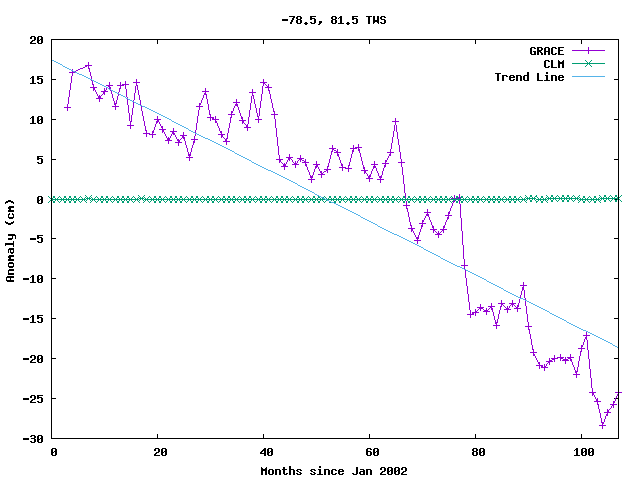 -78.5, 81.5 TWS
GRACE
CLM
Trend Line
20
15
10
5
0
-5
-10
-15
-20
-25
-30
Anomaly (cm)
0 20 40 60 80 100
Months since Jan 2002